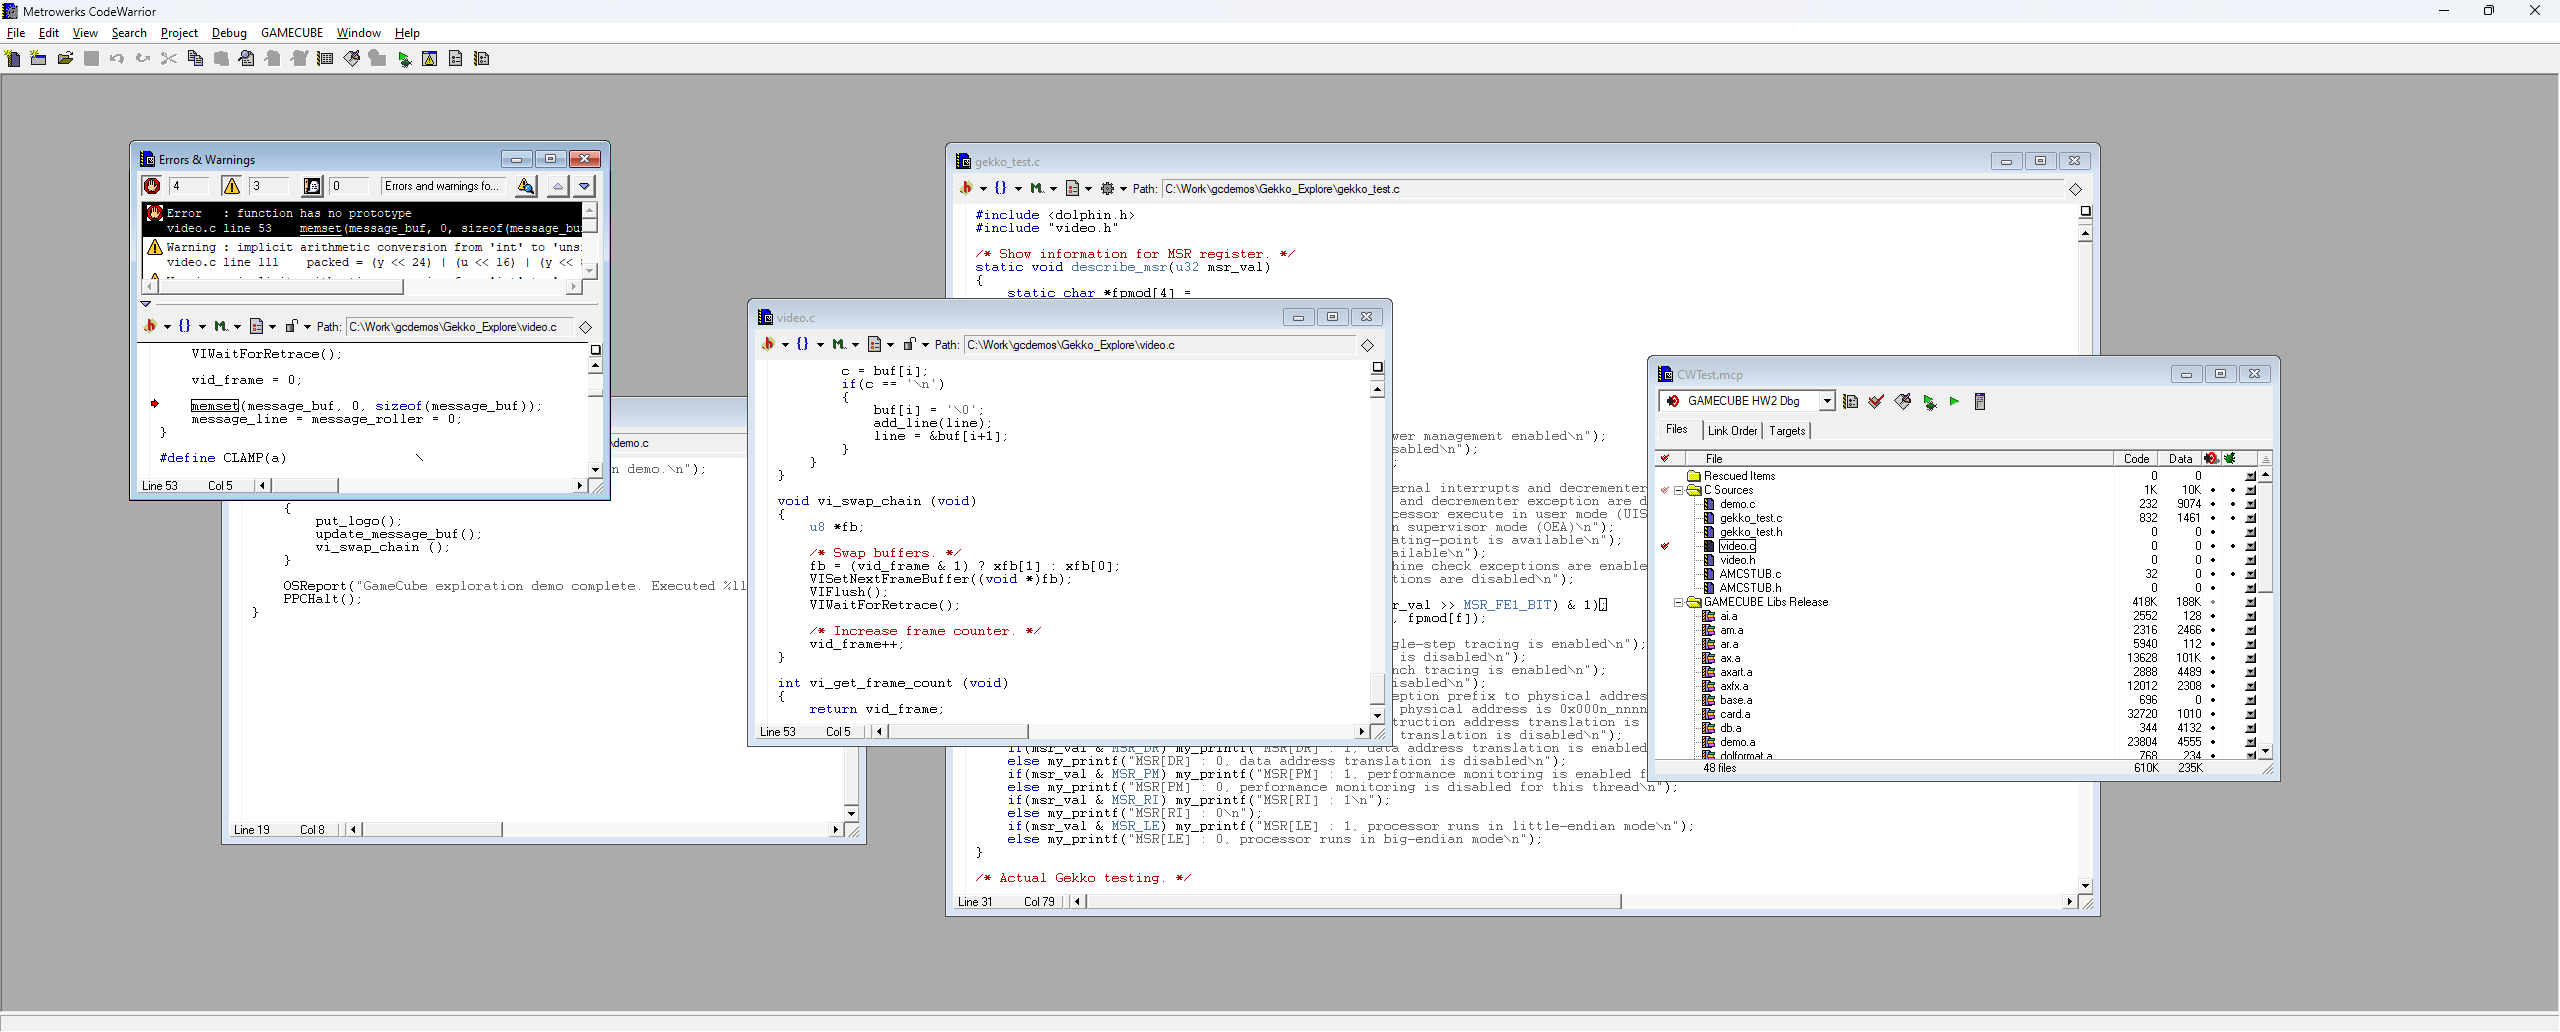 Metrowerks CodeWarrior
File Edit View Search Project Debug GAMECUBE Window Help
Errors & Warnings
4 3 0 Errors and warnings fo...
Error : function has no prototype
video.c line 53 memset(message_buf, 0, sizeof(message_bu
Warning : implicit arithmetic conversion from 'int' to 'uns
video.c line 111 packed = (y << 24) | (u << 16) | (y <<
Path: C:\Work\gcdemos\Gekko_Explore\video.c
VIWaitForRetrace();
vid_frame = 0;
memset(message_buf, 0, sizeof(message_buf));
message_line = message_roller = 0;
}
#define CLAMP(a) \
Line 53 Col 5
\demo.c
n demo.\n");
{
put_logo();
update_message_buf();
vi_swap_chain ();
}
OSReport("GameCube exploration demo complete. Executed %ll
PPCHalt();
}
Line 19 Col 8
gekko_test.c
Path: C:\Work\gcdemos\Gekko_Explore\gekko_test.c
#include <dolphin.h>
#include "video.h"
/* Show information for MSR register. */
static void describe_msr(u32 msr_val)
{
static char *fpmod[4] =
wer management enabled\n");
sabled\n");
;
ernal interrupts and decrementer
and decrementer exception are d
cessor execute in user mode (UIS
n supervisor mode (OEA)\n");
ating-point is available\n");
ailable\n");
hine check exceptions are enable
tions are disabled\n");
r_val >> MSR_FE1_BIT) & 1);
, fpmod[f]);
gle-step tracing is enabled\n");
is disabled\n");
nch tracing is enabled\n");
isabled\n");
eption prefix to physical addres
physical address is 0x000n_nnnn
truction address translation is
translation is disabled\n");
if(msr_val & MSR_DR) my_printf("MSR[DR] : 1, data address translation is enabled
else my_printf("MSR[DR] : 0, data address translation is disabled\n");
if(msr_val & MSR_PM) my_printf("MSR[PM] : 1, performance monitoring is enabled f
else my_printf("MSR[PM] : 0, performance monitoring is disabled for this thread\n");
if(msr_val & MSR_RI) my_printf("MSR[RI] : 1\n");
else my_printf("MSR[RI] : 0\n");
if(msr_val & MSR_LE) my_printf("MSR[LE] : 1, processor runs in little-endian mode\n");
else my_printf("MSR[LE] : 0, processor runs in big-endian mode\n");
}
/* Actual Gekko testing. */
Line 31 Col 79
video.c
Path: C:\Work\gcdemos\Gekko_Explore\video.c
c = buf[i];
if(c == '\n')
{
buf[i] = '\0';
add_line(line);
line = &buf[i+1];
}
}
}
void vi_swap_chain (void)
{
u8 *fb;
/* Swap buffers. */
fb = (vid_frame & 1) ? xfb[1] : xfb[0];
VISetNextFrameBuffer((void *)fb);
VIFlush();
VIWaitForRetrace();
/* Increase frame counter. */
vid_frame++;
}
int vi_get_frame_count (void)
{
return vid_frame;
Line 53 Col 5
CWTest.mcp
GAMECUBE HW2 Dbg
Files Link Order Targets
File Code Data
Rescued Items 0 0
C Sources 1K 10K
demo.c 232 9074
gekko_test.c 832 1461
gekko_test.h 0 0
video.c 0 0
video.h 0 0
AMCSTUB.c 32 0
AMCSTUB.h 0 0
GAMECUBE Libs Release 418K 188K
ai.a 2552 128
am.a 2316 2466
ar.a 5940 112
ax.a 13628 101K
axart.a 2888 4489
axfx.a 12012 2308
base.a 696 0
card.a 32720 1010
db.a 344 4132
demo.a 23804 4555
dolformat.a 768 234
48 files 610K 235K